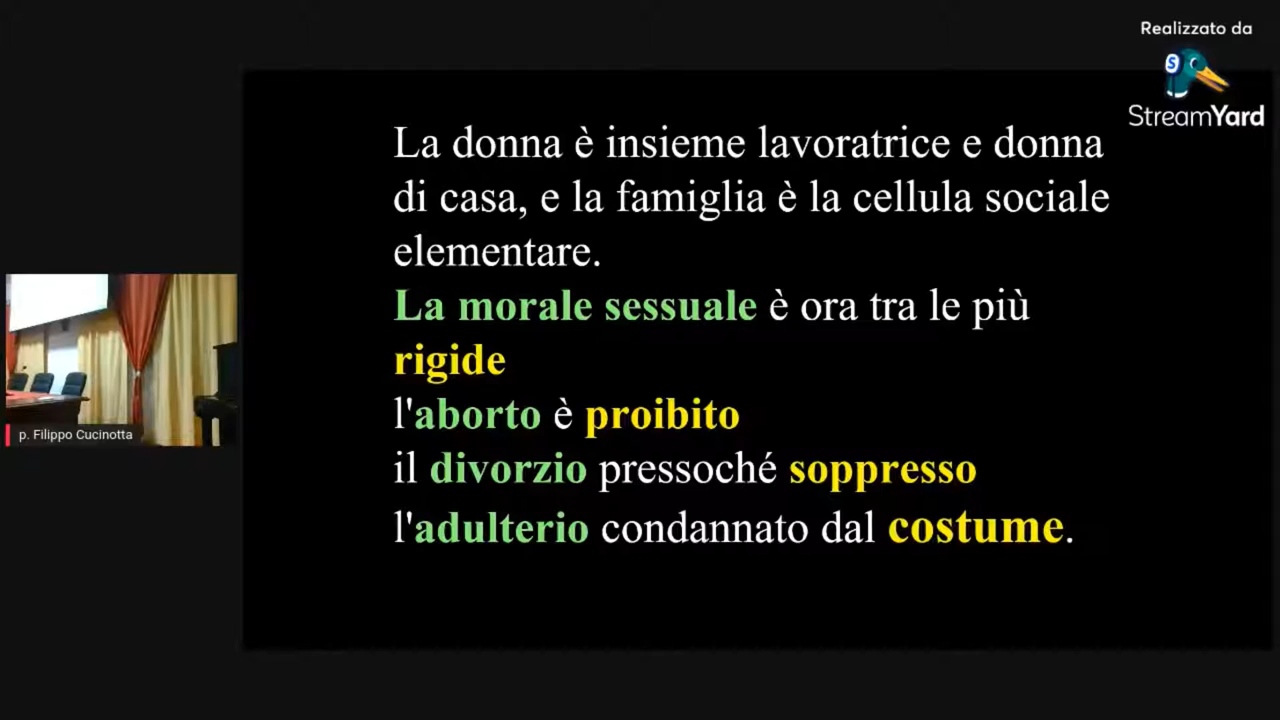 Realizzato da
StreamYard
La donna è insieme lavoratrice e donna
di casa, e la famiglia è la cellula sociale
elementare.
La morale sessuale è ora tra le più
rigide
l'aborto è proibito
il divorzio pressoché soppresso
l'adulterio condannato dal costume.
p. Filippo Cucinotta